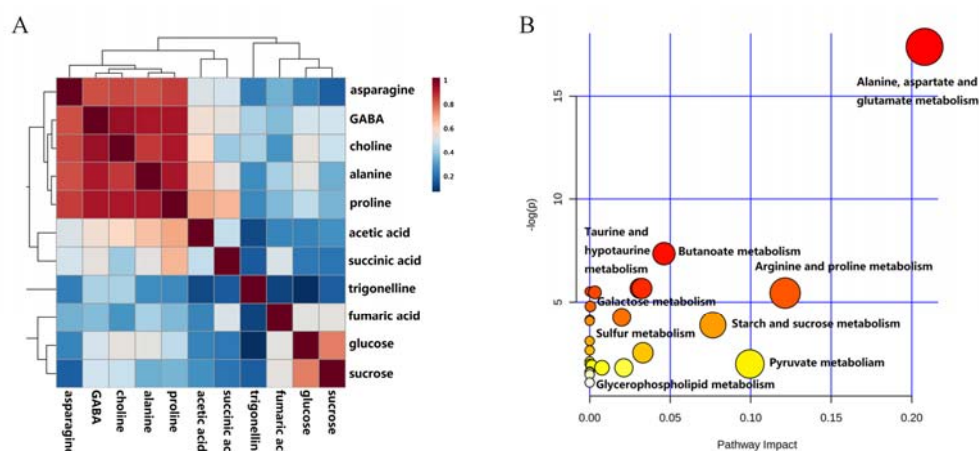 A
1
0.8
0.6
0.4
0.2
asparagine
GABA
choline
alanine
proline
acetic acid
succinic acid
trigonelline
fumaric acid
glucose
sucrose
asparagine
GABA
choline
alanine
proline
acetic acid
succinic aci
trigonellin
fumaric ac
glucose
sucrose
B
-log(p)
15
10
5
Alanine, aspartate and
glutamate metabolism
Taurine and
hypotaurine
metabolism
Butanoate metabolism
Arginine and proline metabolism
Galactose metabolism
Starch and sucrose metabolism
Sulfur metabolism
Pyruvate metaboliam
Glycerophospholipid metabolism
0.00
0.05
0.10
0.15
0.20
Pathway Impact